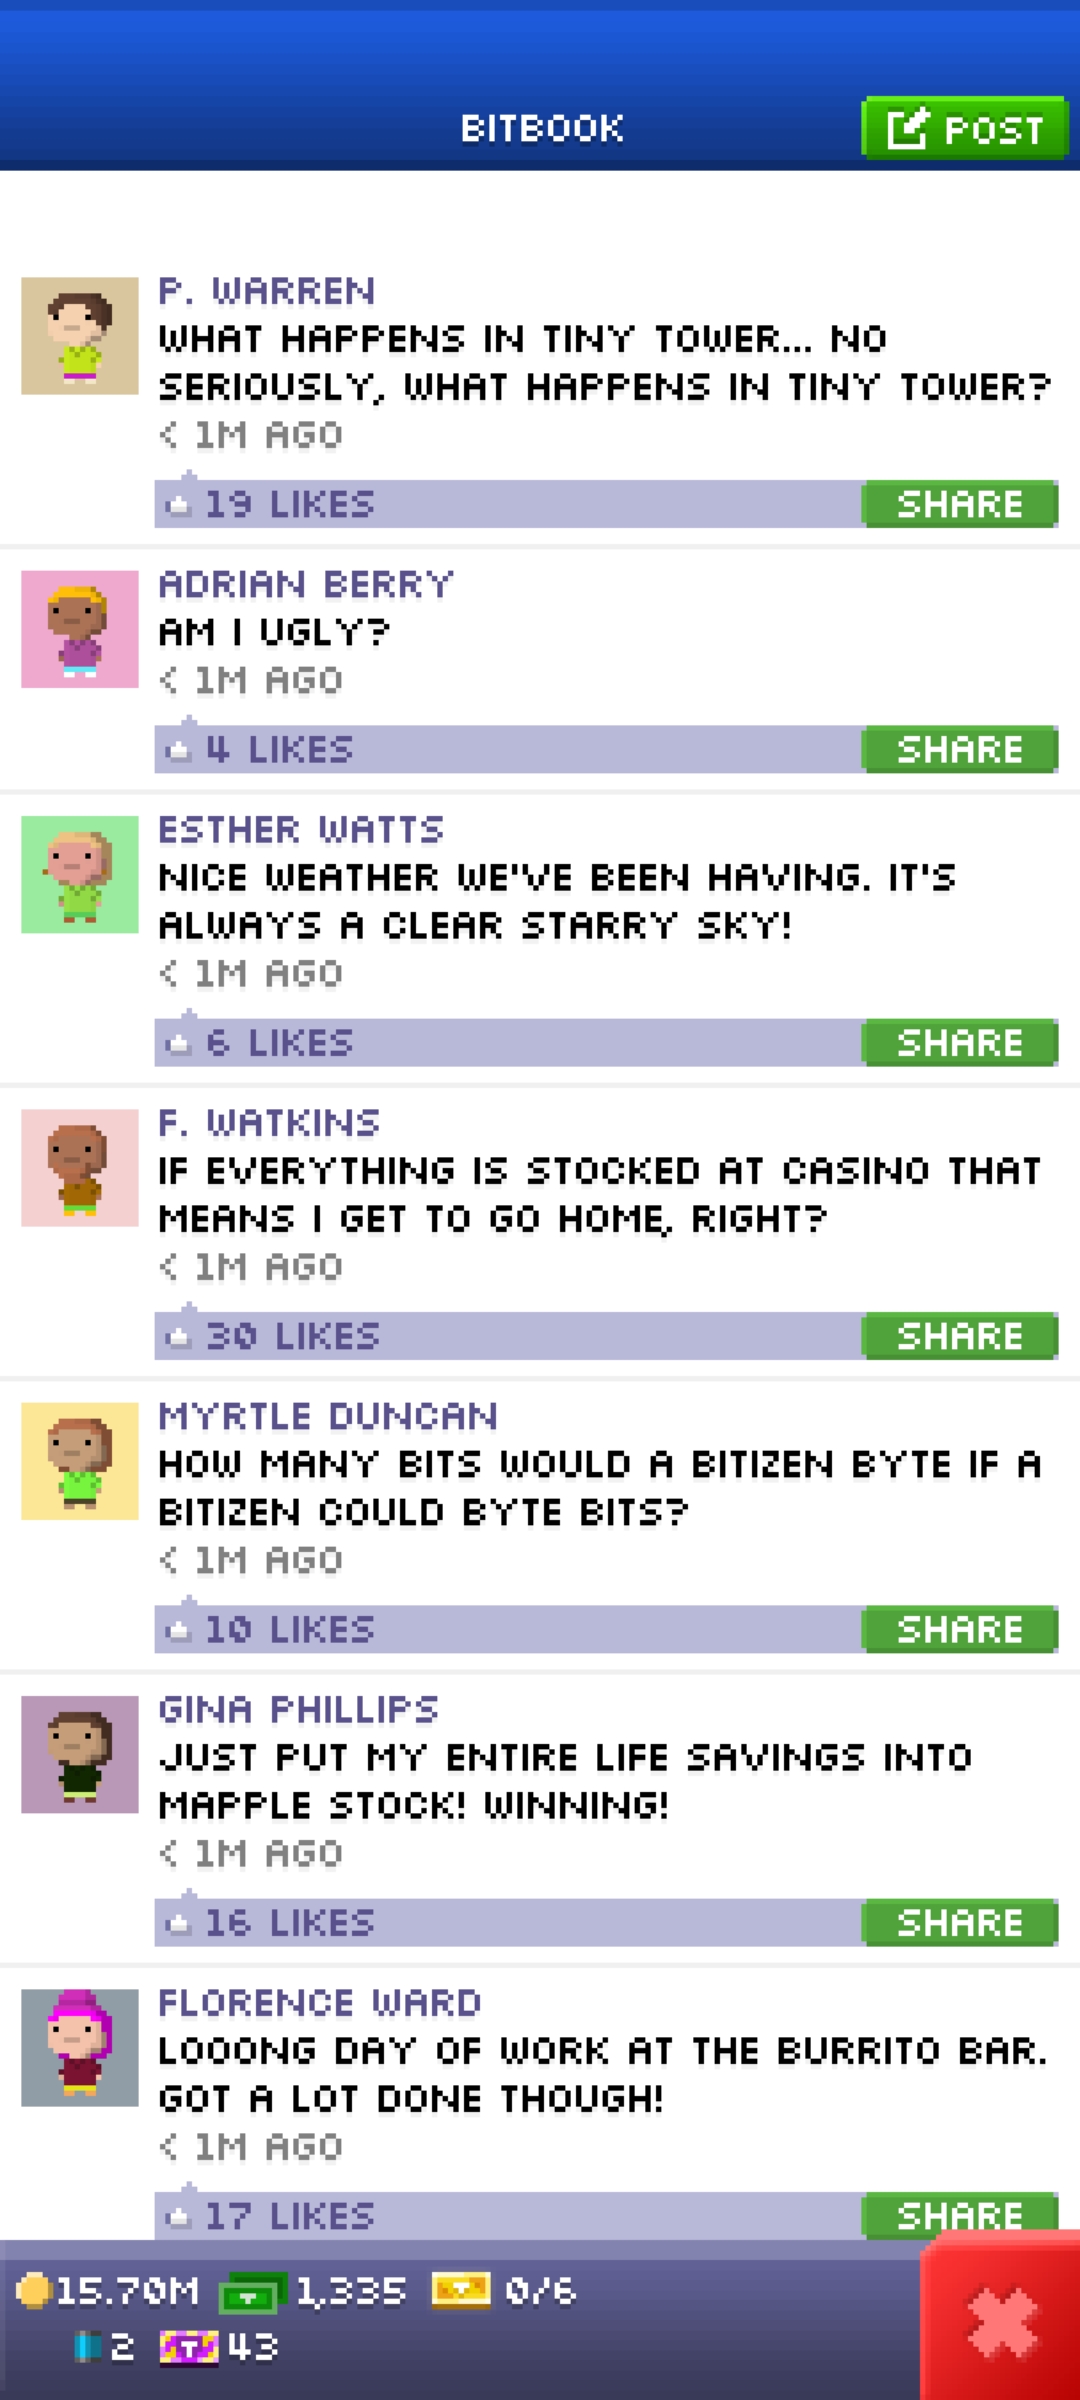 BITBOOK
POST
P. WARREN
WHAT HAPPENS IN TINY TOWER... NO
SERIOUSLY, WHAT HAPPENS IN TINY TOWER?
< 1M AGO
19 LIKES
SHARE
ADRIAN BERRY
AM I UGLY?
< 1M AGO
4 LIKES
SHARE
ESTHER WATTS
NICE WEATHER WE'VE BEEN HAVING. IT'S
ALWAYS A CLEAR STARRY SKY!
< 1M AGO
6 LIKES
SHARE
F. WATKINS
IF EVERYTHING IS STOCKED AT CASINO THAT
MEANS I GET TO GO HOME, RIGHT?
< 1M AGO
30 LIKES
SHARE
MYRTLE DUNCAN
HOW MANY BITS WOULD A BITIZEN BYTE IF A
BITIZEN COULD BYTE BITS?
< 1M AGO
10 LIKES
SHARE
GINA PHILLIPS
JUST PUT MY ENTIRE LIFE SAVINGS INTO
MAPPLE STOCK! WINNING!
< 1M AGO
16 LIKES
SHARE
FLORENCE WARD
LOOONG DAY OF WORK AT THE BURRITO BAR.
GOT A LOT DONE THOUGH!
< 1M AGO
17 LIKES
SHARE
15.70M 1,335 0/6
2 T 43